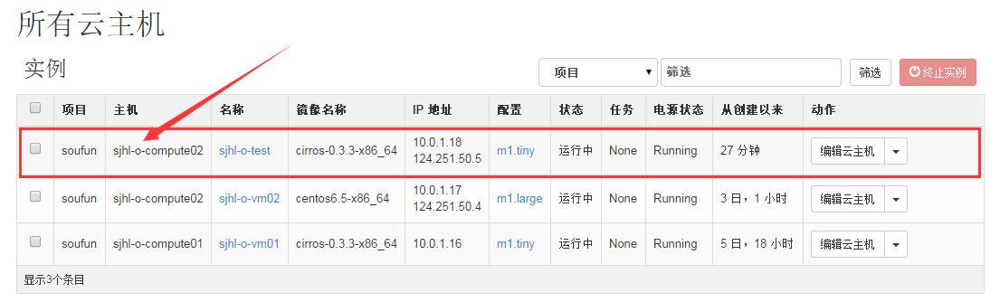 所有云主机
实例
项目 筛选 筛选 终止实例
项目 主机 名称 镜像名称 IP 地址 配置 状态 任务 电源状态 从创建以来 动作
soufun sjhl-o-compute02 sjhl-o-test cirros-0.3.3-x86_64 10.0.1.18 124.251.50.5 m1.tiny 运行中 None Running 27 分钟 编辑云主机
soufun sjhl-o-compute02 sjhl-o-vm02 centos6.5-x86_64 10.0.1.17 124.251.50.4 m1.large 运行中 None Running 3 日，1 小时 编辑云主机
soufun sjhl-o-compute01 sjhl-o-vm01 cirros-0.3.3-x86_64 10.0.1.16 m1.tiny 运行中 None Running 5 日，18 小时 编辑云主机
显示3个条目